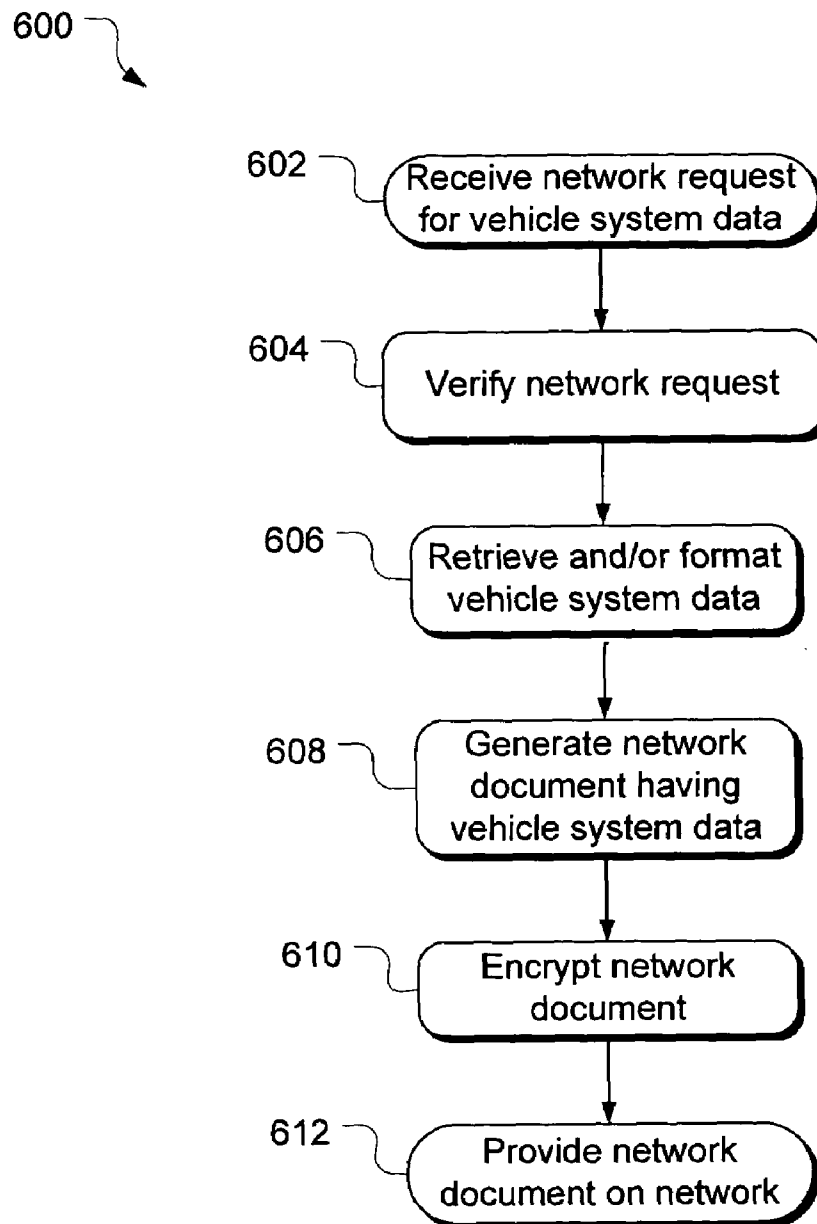 600
602
Receive network request
for vehicle system data
604
Verify network request
606
Retrieve and/or format
vehicle system data
608
Generate network
document having
vehicle system data
610
Encrypt network
document
612
Provide network
document on network